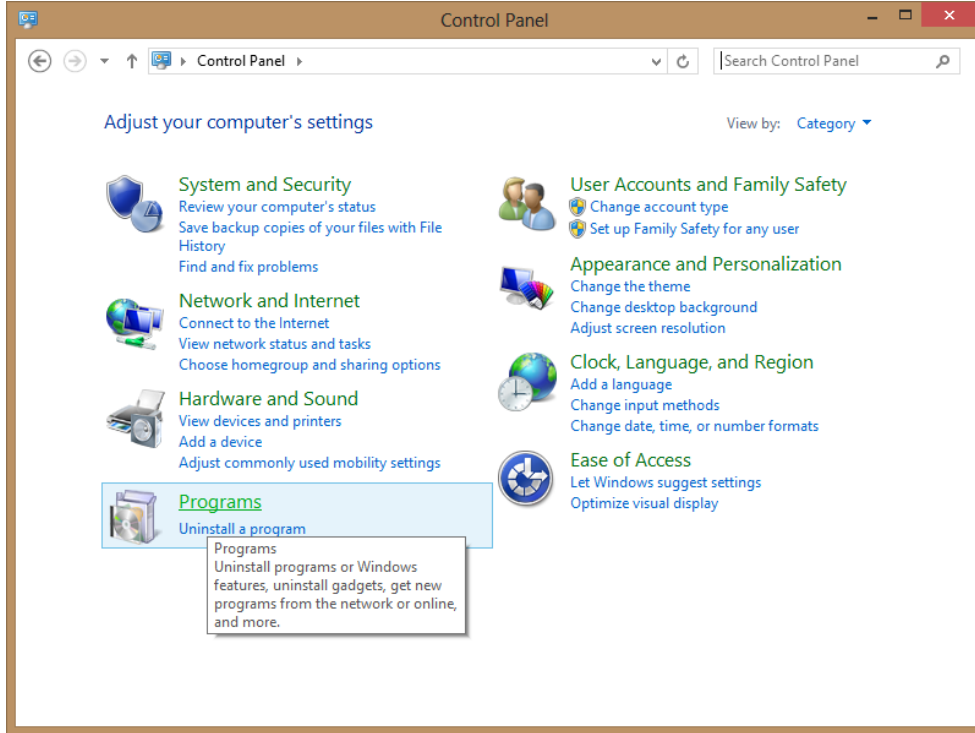 Control Panel
Control Panel
Search Control Panel
Adjust your computer's settings
View by: Category
System and Security
Review your computer's status
Save backup copies of your files with File
History
Find and fix problems
Network and Internet
Connect to the Internet
View network status and tasks
Choose homegroup and sharing options
Hardware and Sound
View devices and printers
Add a device
Adjust commonly used mobility settings
Programs
Uninstall a program
Programs
Uninstall programs or Windows
features, uninstall gadgets, get new
programs from the network or online,
and more.
User Accounts and Family Safety
Change account type
Set up Family Safety for any user
Appearance and Personalization
Change the theme
Change desktop background
Adjust screen resolution
Clock, Language, and Region
Add a language
Change input methods
Change date, time, or number formats
Ease of Access
Let Windows suggest settings
Optimize visual display